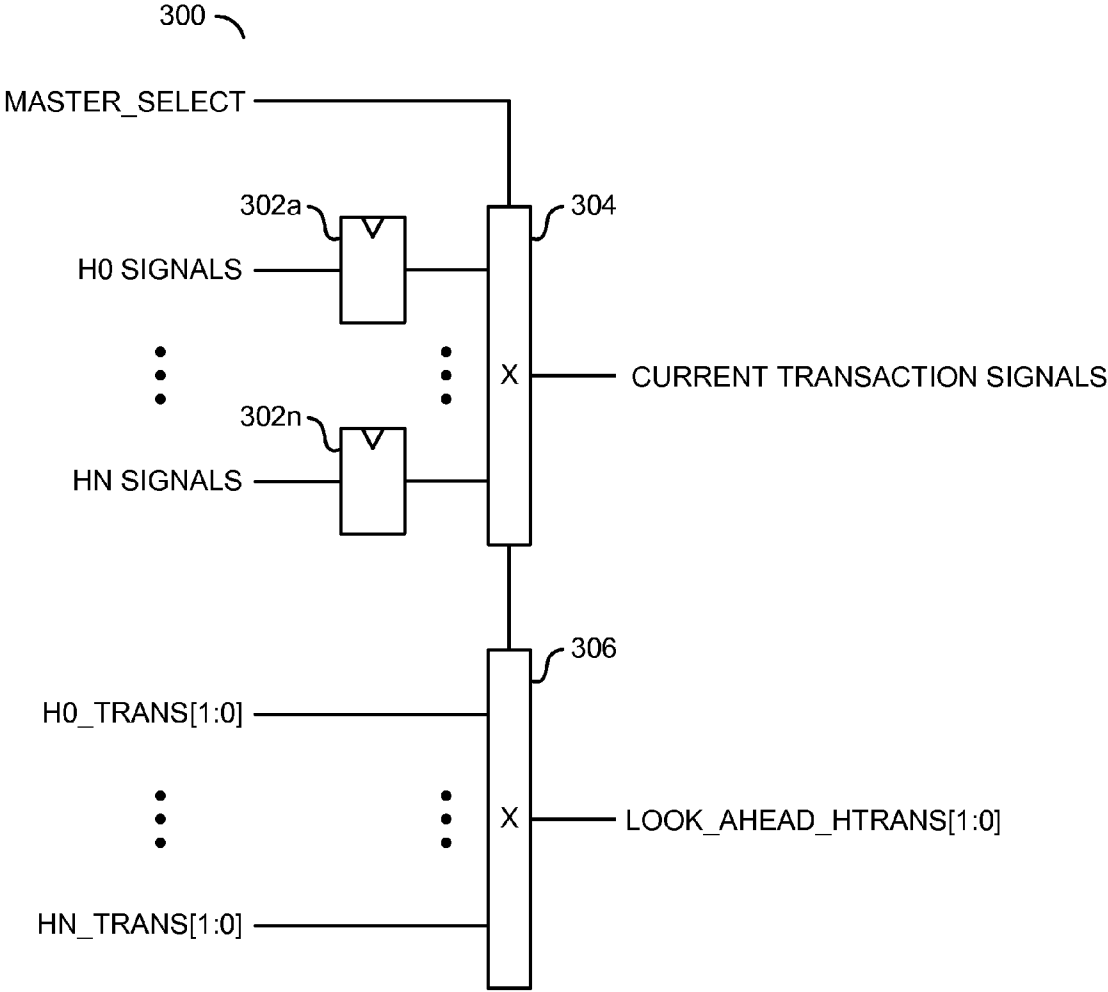 300
MASTER_SELECT
302a
304
H0 SIGNALS
X
CURRENT TRANSACTION SIGNALS
302n
HN SIGNALS
306
H0_TRANS[1:0]
X
LOOK_AHEAD_HTRANS[1:0]
HN_TRANS[1:0]